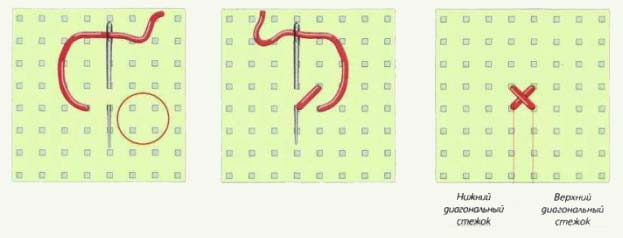 Нижний
диагональный
стежок
Верхний
диагональный
стежок